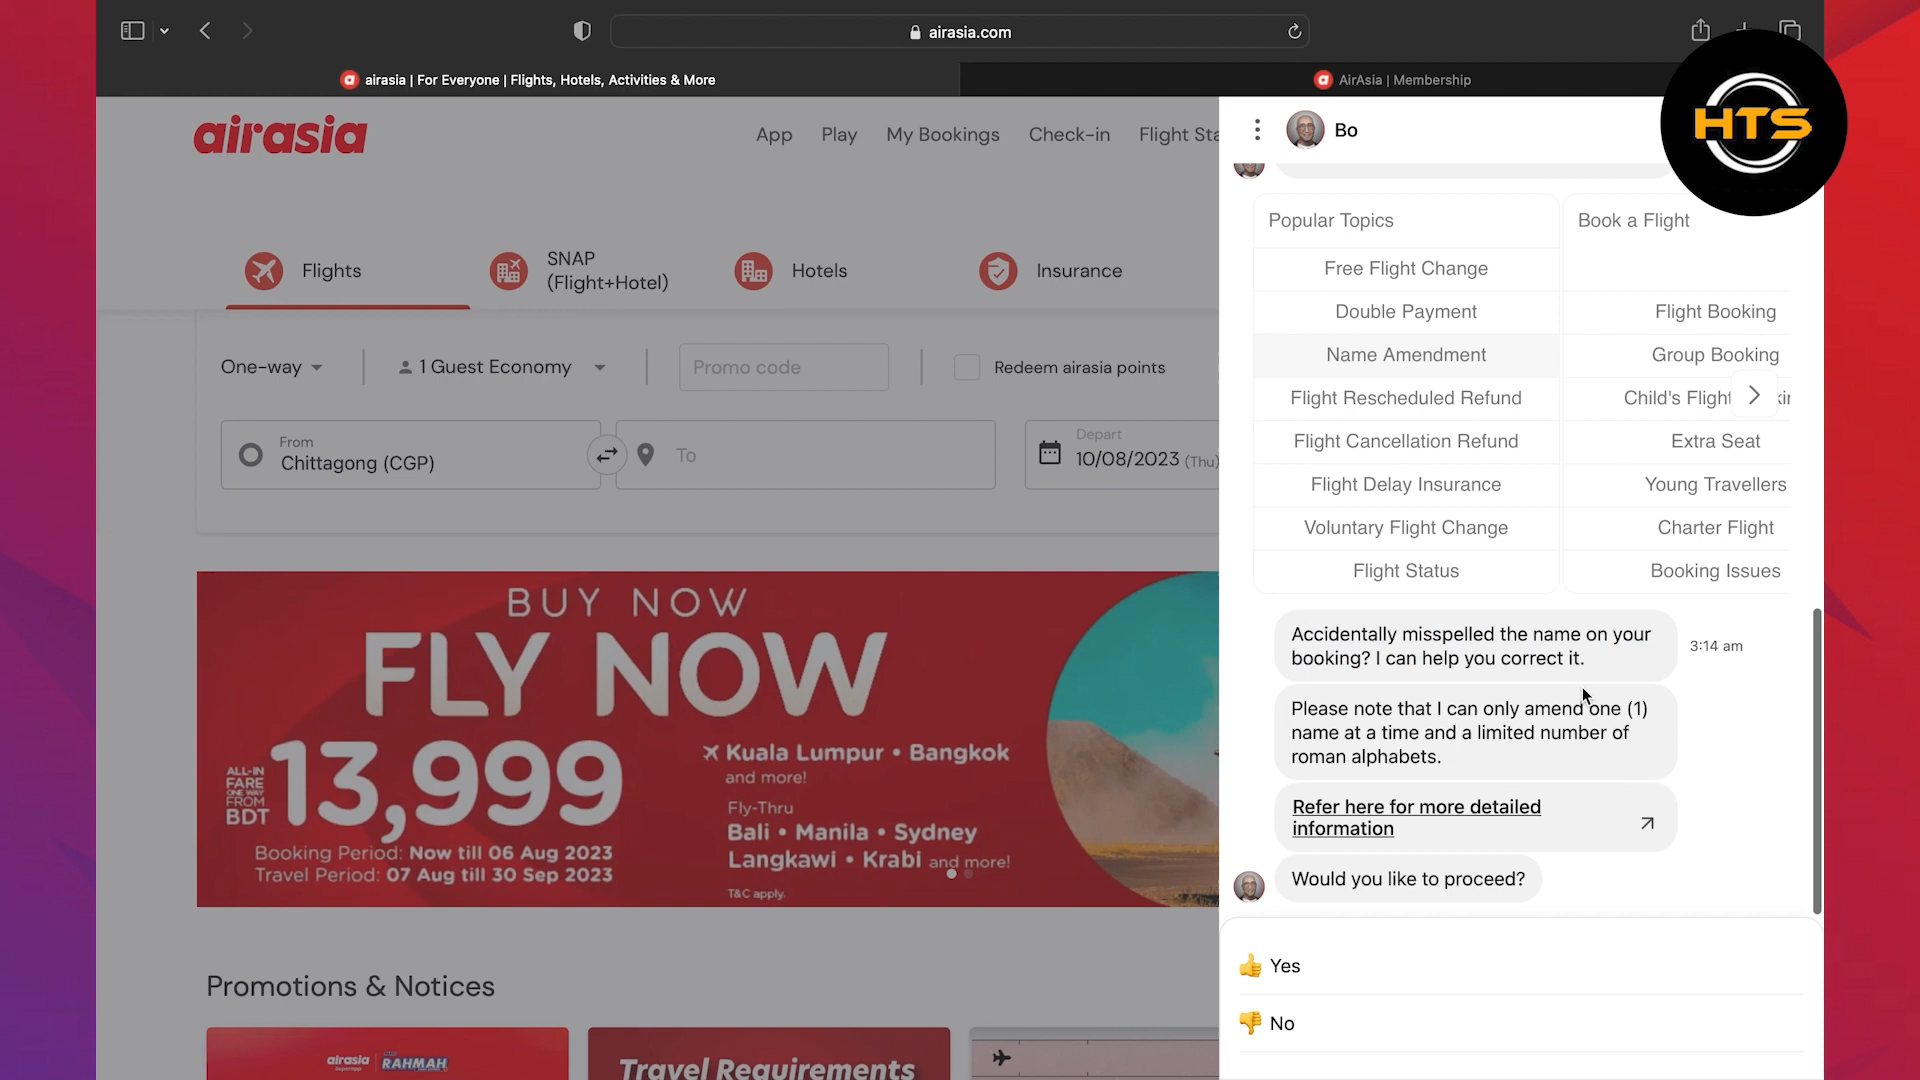 airasia.com
airasia | For Everyone | Flights, Hotels, Activities & More
AirAsia | Membership
HTS
airasia
App
Play
My Bookings
Check-in
Flight Sta
Flights
SNAP
(Flight+Hotel)
Hotels
Insurance
One-way
1 Guest Economy
Promo code
Redeem airasia points
From
Chittagong (CGP)
To
Depart
10/08/2023 (Thu)
BUY NOW
FLY NOW
ALL-IN
FARE
ONE WAY
FROM
BDT
13,999
Kuala Lumpur • Bangkok
and more!
Fly-Thru
Bali • Manila • Sydney
Langkawi • Krabi and more!
Booking Period: Now till 06 Aug 2023
Travel Period: 07 Aug till 30 Sep 2023
T&C apply.
Promotions & Notices
airasia
Superapp
RAHMAH
Travel Requirements
Bo
Popular Topics
Free Flight Change
Double Payment
Name Amendment
Flight Rescheduled Refund
Flight Cancellation Refund
Flight Delay Insurance
Voluntary Flight Change
Flight Status
Book a Flight
Flight Booking
Group Booking
Child's Flight
Extra Seat
Young Travellers
Charter Flight
Booking Issues
Accidentally misspelled the name on your
booking? I can help you correct it.
3:14 am
Please note that I can only amend one (1)
name at a time and a limited number of
roman alphabets.
Refer here for more detailed
information
Would you like to proceed?
👍 Yes
👎 No